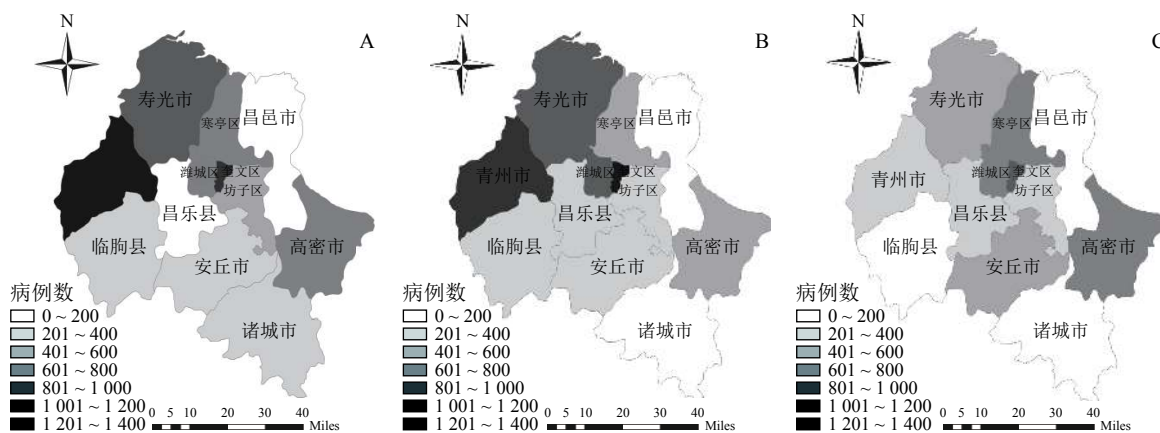 N
A
寿光市
寒亭区
昌邑市
潍城区
奎文区
坊子区
昌乐县
临朐县
高密市
安丘市
诸城市
病例数
0 ~ 200
201 ~ 400
401 ~ 600
601 ~ 800
801 ~ 1 000
1 001 ~ 1 200
1 201 ~ 1 400
0 5 10 20 30 40
Miles
N
B
寿光市
寒亭区
昌邑市
青州市
潍城区
奎文区
坊子区
昌乐县
临朐县
高密市
安丘市
诸城市
病例数
0 ~ 200
201 ~ 400
401 ~ 600
601 ~ 800
801 ~ 1 000
1 001 ~ 1 200
1 201 ~ 1 400
0 5 10 20 30 40
Miles
N
C
寿光市
寒亭区
昌邑市
青州市
潍城区
奎文区
坊子区
昌乐县
临朐县
高密市
安丘市
诸城市
病例数
0 ~ 200
201 ~ 400
401 ~ 600
601 ~ 800
801 ~ 1 000
1 001 ~ 1 200
1 201 ~ 1 400
0 5 10 20 30 40
Miles